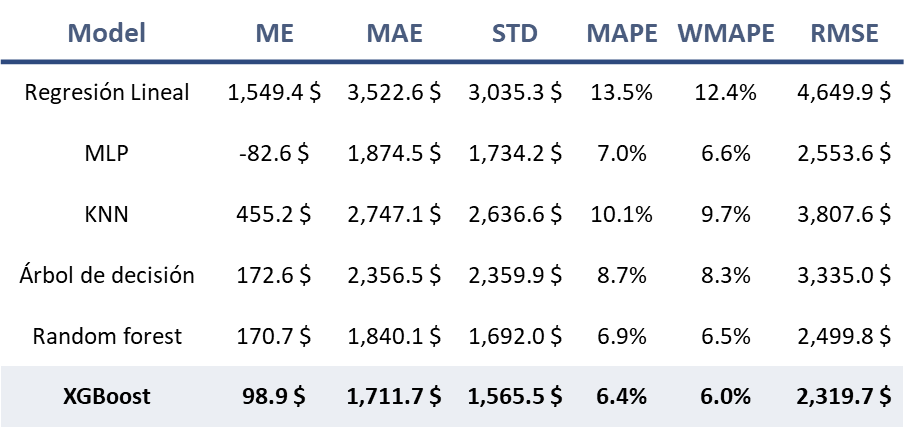 Model ME MAE STD MAPE WMAPE RMSE
Regresión Lineal 1,549.4 $ 3,522.6 $ 3,035.3 $ 13.5% 12.4% 4,649.9 $
MLP -82.6 $ 1,874.5 $ 1,734.2 $ 7.0% 6.6% 2,553.6 $
KNN 455.2 $ 2,747.1 $ 2,636.6 $ 10.1% 9.7% 3,807.6 $
Árbol de decisión 172.6 $ 2,356.5 $ 2,359.9 $ 8.7% 8.3% 3,335.0 $
Random forest 170.7 $ 1,840.1 $ 1,692.0 $ 6.9% 6.5% 2,499.8 $
XGBoost 98.9 $ 1,711.7 $ 1,565.5 $ 6.4% 6.0% 2,319.7 $